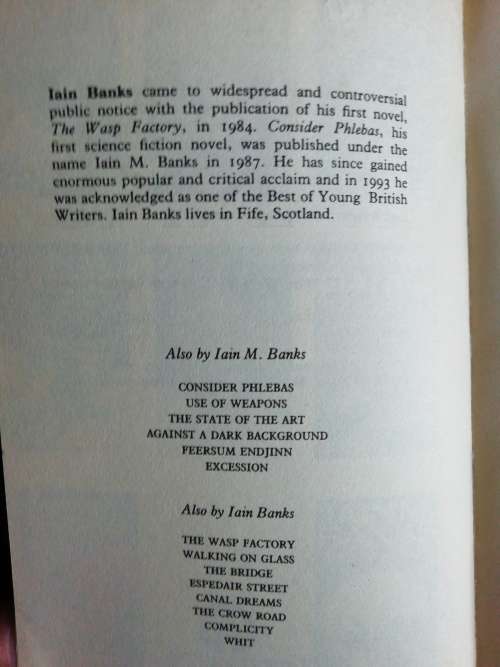 Iain Banks came to widespread and controversial
public notice with the publication of his first novel,
The Wasp Factory, in 1984. Consider Phlebas, his
first science fiction novel, was published under the
name Iain M. Banks in 1987. He has since gained
enormous popular and critical acclaim and in 1993 he
was acknowledged as one of the Best of Young British
Writers. Iain Banks lives in Fife, Scotland.
Also by Iain M. Banks
CONSIDER PHLEBAS
USE OF WEAPONS
THE STATE OF THE ART
AGAINST A DARK BACKGROUND
FEERSUM ENDJINN
EXCESSION
Also by Iain Banks
THE WASP FACTORY
WALKING ON GLASS
THE BRIDGE
ESPEDAIR STREET
CANAL DREAMS
THE CROW ROAD
COMPLICITY
WHIT